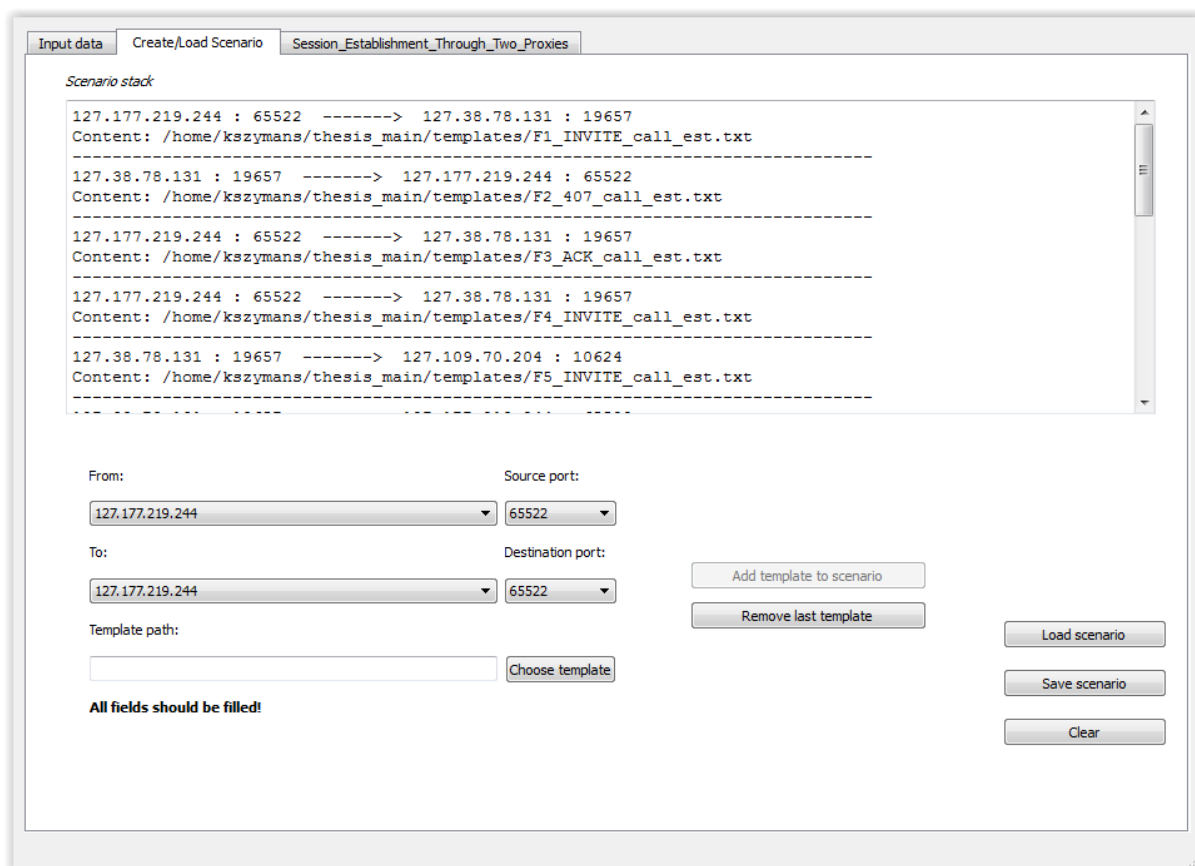 Input data
Create/Load Scenario
Session_Establishment_Through_Two_Proxies
Scenario stack
127.177.219.244 : 65522 -------> 127.38.78.131 : 19657
Content: /home/kszymans/thesis_main/templates/F1_INVITE_call_est.txt
--------------------------------------------------------------------------------
127.38.78.131 : 19657 -------> 127.177.219.244 : 65522
Content: /home/kszymans/thesis_main/templates/F2_407_call_est.txt
--------------------------------------------------------------------------------
127.177.219.244 : 65522 -------> 127.38.78.131 : 19657
Content: /home/kszymans/thesis_main/templates/F3_ACK_call_est.txt
--------------------------------------------------------------------------------
127.177.219.244 : 65522 -------> 127.38.78.131 : 19657
Content: /home/kszymans/thesis_main/templates/F4_INVITE_call_est.txt
--------------------------------------------------------------------------------
127.38.78.131 : 19657 -------> 127.109.70.204 : 10624
Content: /home/kszymans/thesis_main/templates/F5_INVITE_call_est.txt
--------------------------------------------------------------------------------
From:
Source port:
127.177.219.244
65522
To:
Destination port:
127.177.219.244
65522
Add template to scenario
Remove last template
Template path:
Choose template
Load scenario
Save scenario
Clear
All fields should be filled!